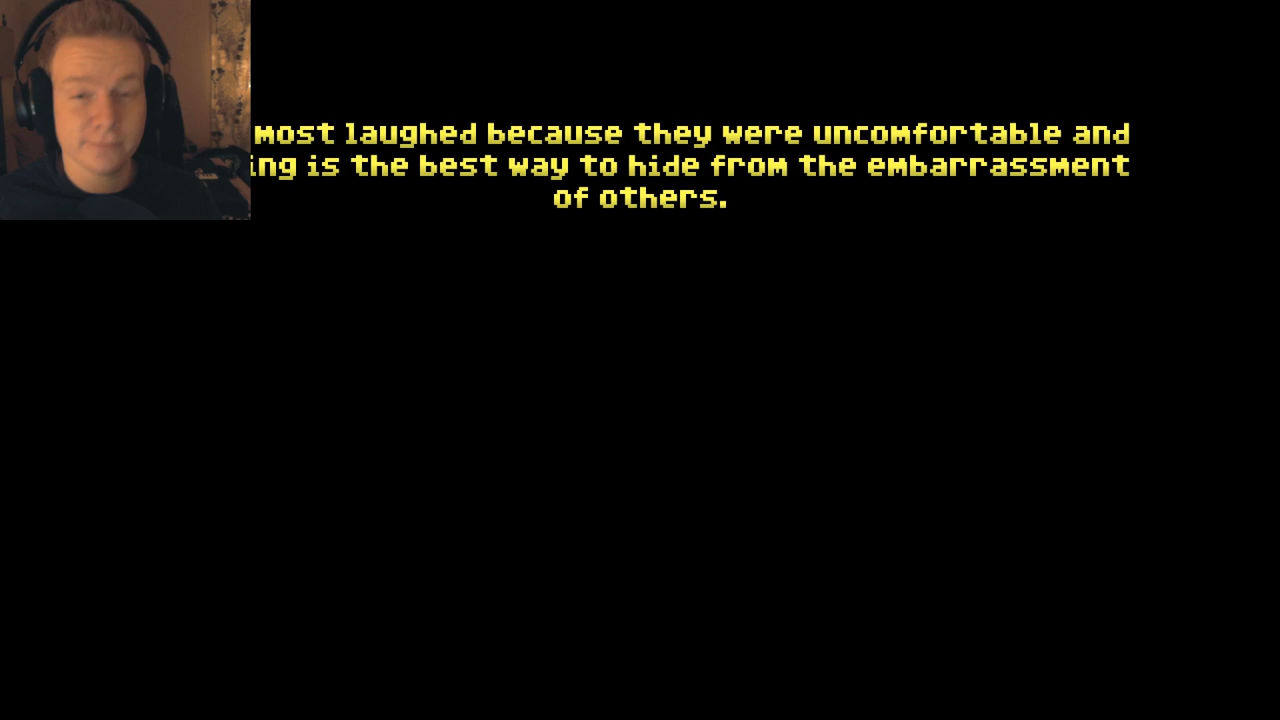 most laughed because they were uncomfortable and
is the best way to hide from the embarrassment
of others.